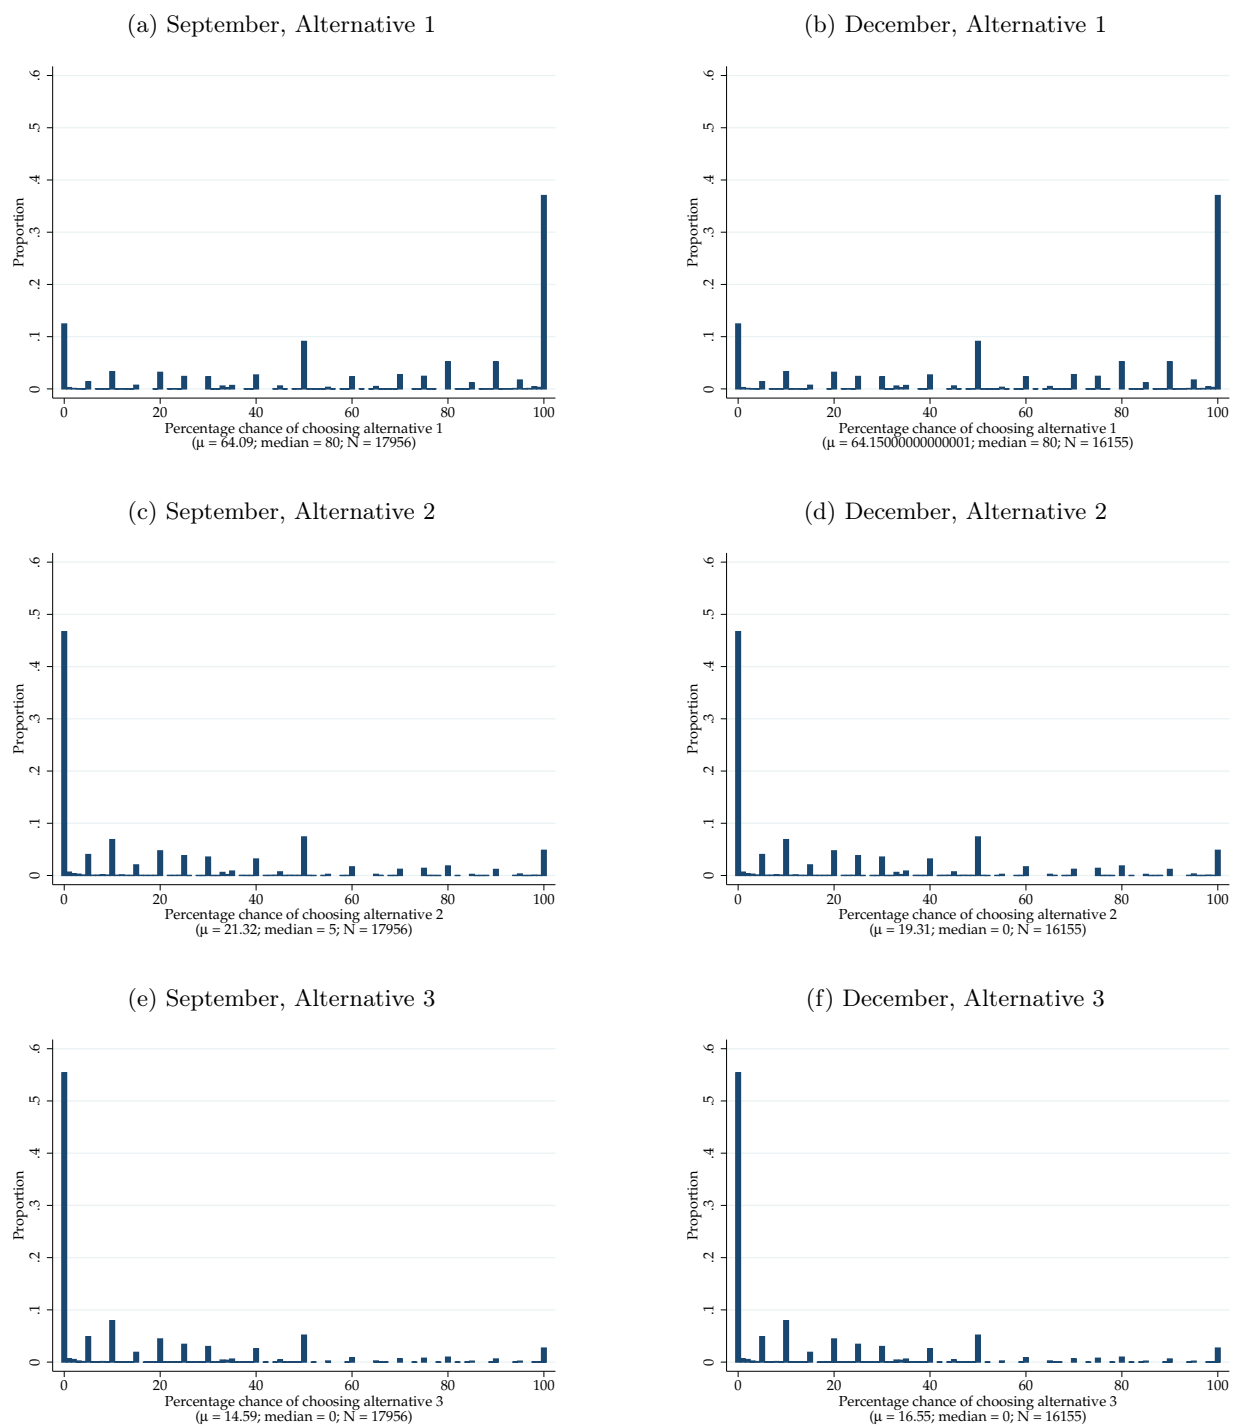 (a) September, Alternative 1
.6
.5
.4
.3
.2
.1
0
Proportion
0 20 40 60 80 100
Percentage chance of choosing alternative 1
(μ = 64.09; median = 80; N = 17956)
(b) December, Alternative 1
.6
.5
.4
.3
.2
.1
0
Proportion
0 20 40 60 80 100
Percentage chance of choosing alternative 1
(μ = 64.15000000000001; median = 80; N = 16155)
(c) September, Alternative 2
.6
.5
.4
.3
.2
.1
0
Proportion
0 20 40 60 80 100
Percentage chance of choosing alternative 2
(μ = 21.32; median = 5; N = 17956)
(d) December, Alternative 2
.6
.5
.4
.3
.2
.1
0
Proportion
0 20 40 60 80 100
Percentage chance of choosing alternative 2
(μ = 19.31; median = 0; N = 16155)
(e) September, Alternative 3
.6
.5
.4
.3
.2
.1
0
Proportion
0 20 40 60 80 100
Percentage chance of choosing alternative 3
(μ = 14.59; median = 0; N = 17956)
(f) December, Alternative 3
.6
.5
.4
.3
.2
.1
0
Proportion
0 20 40 60 80 100
Percentage chance of choosing alternative 3
(μ = 16.55; median = 0; N = 16155)